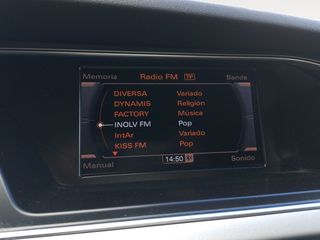 Memoria Radio FM TP Banda
DIVERSA Variado
DYNAMIS Religión
FACTORY Música
INOLV FM Pop
IntAr Variado
KISS FM Pop
Manual 14:50 Sonido